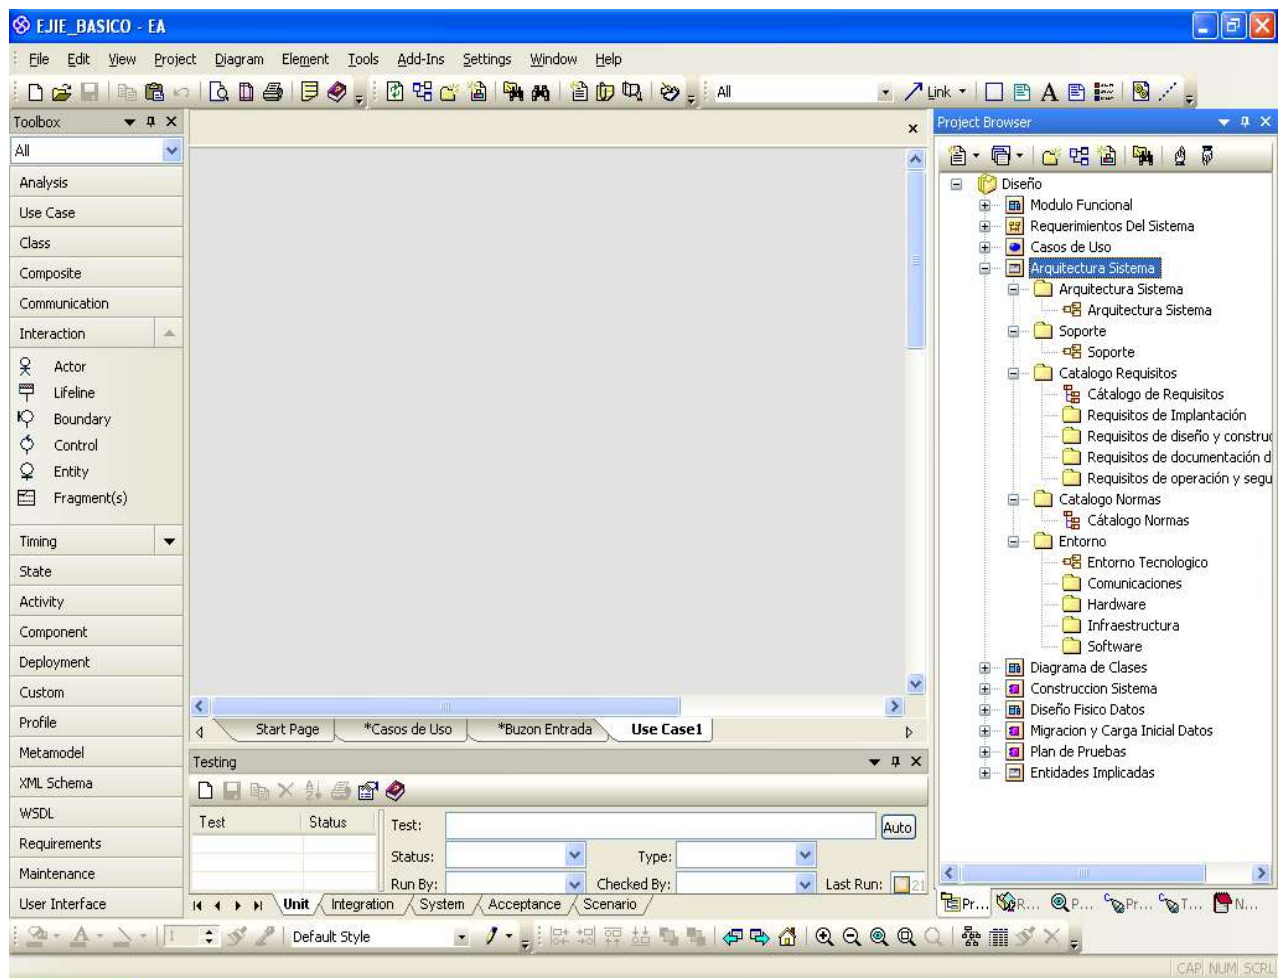 EJIE_BASICO - EA
File Edit View Project Diagram Element Tools Add-Ins Settings Window Help
All Link A
Toolbox
All
Analysis
Use Case
Class
Composite
Communication
Interaction
Actor
Lifeline
Boundary
Control
Entity
Fragment(s)
Timing
State
Activity
Component
Deployment
Custom
Profile
Metamodel
XML Schema
WSDL
Requirements
Maintenance
User Interface
Start Page *Casos de Uso *Buzon Entrada Use Case1
Testing
Test Status
Test: Auto
Status: Type:
Run By: Checked By: Last Run: 21
Unit Integration System Acceptance Scenario
Project Browser
Diseño
Modulo Funcional
Requerimientos Del Sistema
Casos de Uso
Arquitectura Sistema
Arquitectura Sistema
Arquitectura Sistema
Soporte
Soporte
Catalogo Requisitos
Cátalogo de Requisitos
Requisitos de Implantación
Requisitos de diseño y construc
Requisitos de documentación d
Requisitos de operación y segu
Catalogo Normas
Cátalogo Normas
Entorno
Entorno Tecnologico
Comunicaciones
Hardware
Infraestructura
Software
Diagrama de Clases
Construccion Sistema
Diseño Fisico Datos
Migracion y Carga Inicial Datos
Plan de Pruebas
Entidades Implicadas
Pr... R... P... Pr... T... N...
A 1 Default Style
CAP NUM SCRL